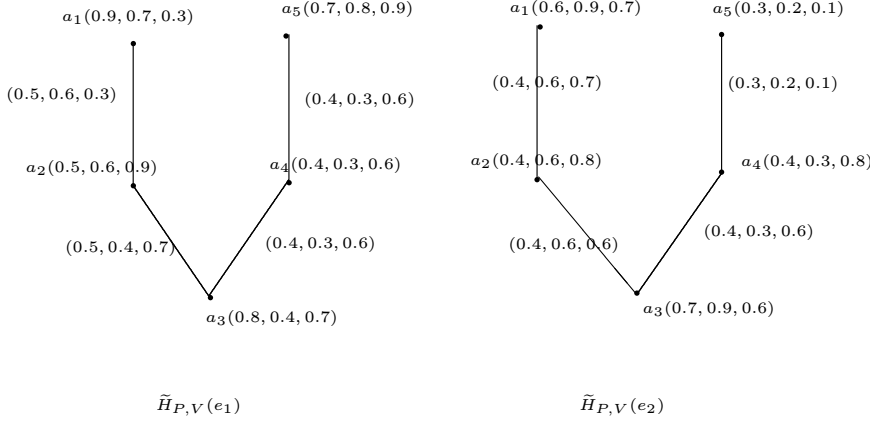 a₁(0.9, 0.7, 0.3)
a₅(0.7, 0.8, 0.9)
(0.5, 0.6, 0.3)
(0.4, 0.3, 0.6)
a₂(0.5, 0.6, 0.9)
a₄(0.4, 0.3, 0.6)
(0.5, 0.4, 0.7)
(0.4, 0.3, 0.6)
a₃(0.8, 0.4, 0.7)
H̃_{P,V}(e₁)
a₁(0.6, 0.9, 0.7)
a₅(0.3, 0.2, 0.1)
(0.4, 0.6, 0.7)
(0.3, 0.2, 0.1)
a₂(0.4, 0.6, 0.8)
a₄(0.4, 0.3, 0.8)
(0.4, 0.6, 0.6)
(0.4, 0.3, 0.6)
a₃(0.7, 0.9, 0.6)
H̃_{P,V}(e₂)